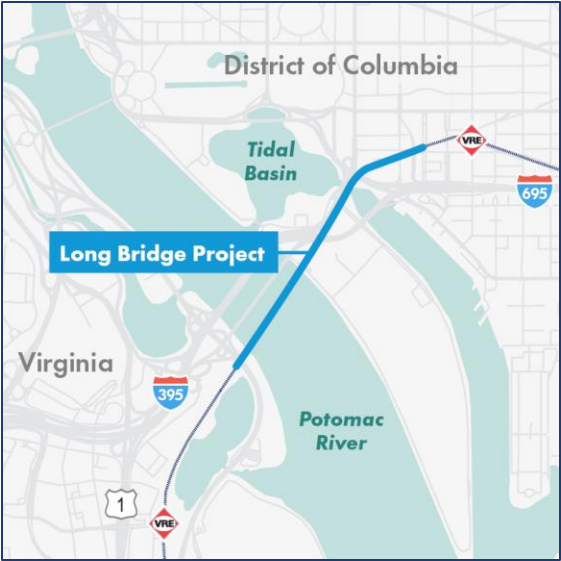 District of Columbia
Tidal
Basin
VRE
695
Long Bridge Project
Virginia
395
Potomac
River
1
VRE